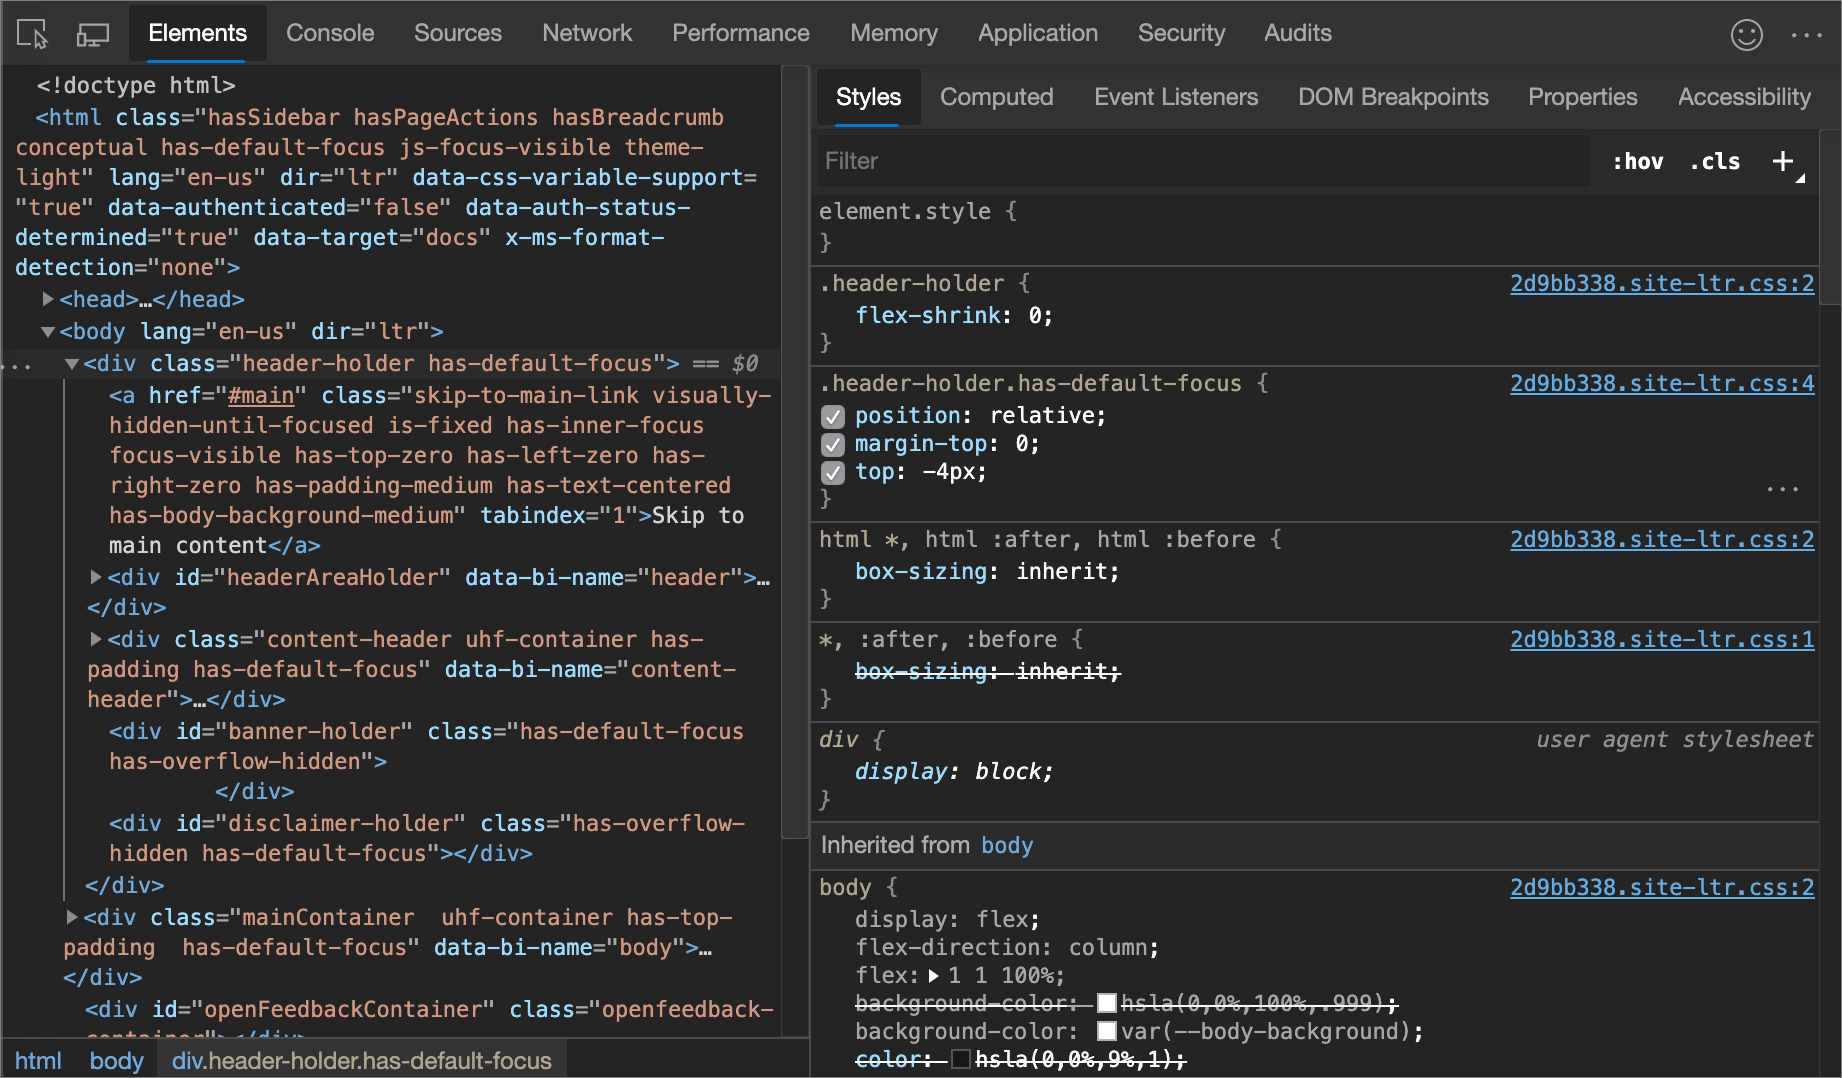 Elements Console Sources Network Performance Memory Application Security Audits
<!doctype html>
<html class="hasSidebar hasPageActions hasBreadcrumb
conceptual has-default-focus js-focus-visible theme-
light" lang="en-us" dir="ltr" data-css-variable-support=
"true" data-authenticated="false" data-auth-status-
determined="true" data-target="docs" x-ms-format-
detection="none">
<head>…</head>
<body lang="en-us" dir="ltr">
<div class="header-holder has-default-focus"> == $0
<a href="#main" class="skip-to-main-link visually-
hidden-until-focused is-fixed has-inner-focus
focus-visible has-top-zero has-left-zero has-
right-zero has-padding-medium has-text-centered
has-body-background-medium" tabindex="1">Skip to
main content</a>
<div id="headerAreaHolder" data-bi-name="header">…
</div>
<div class="content-header uhf-container has-
padding has-default-focus" data-bi-name="content-
header">…</div>
<div id="banner-holder" class="has-default-focus
has-overflow-hidden">
</div>
<div id="disclaimer-holder" class="has-overflow-
hidden has-default-focus"></div>
</div>
<div class="mainContainer  uhf-container has-top-
padding  has-default-focus" data-bi-name="body">…
</div>
<div id="openFeedbackContainer" class="openfeedback-
container"></div>
html body div.header-holder.has-default-focus
Styles Computed Event Listeners DOM Breakpoints Properties Accessibility
Filter :hov .cls +
element.style {
}
.header-holder { 2d9bb338.site-ltr.css:2
flex-shrink: 0;
}
.header-holder.has-default-focus { 2d9bb338.site-ltr.css:4
position: relative;
margin-top: 0;
top: -4px;
}
html *, html :after, html :before { 2d9bb338.site-ltr.css:2
box-sizing: inherit;
}
*, :after, :before { 2d9bb338.site-ltr.css:1
box-sizing: inherit;
}
div { user agent stylesheet
display: block;
}
Inherited from body
body { 2d9bb338.site-ltr.css:2
display: flex;
flex-direction: column;
flex: 1 1 100%;
background-color: hsla(0,0%,100%,.999);
background-color: var(--body-background);
color: hsla(0,0%,9%,1);